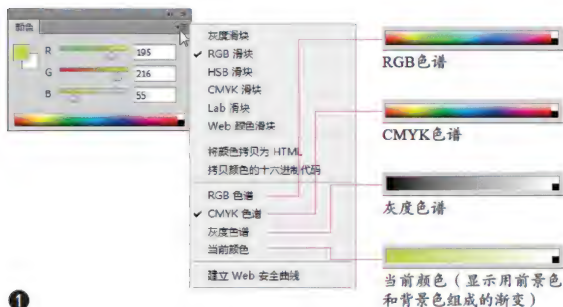 颜色
R 195
G 216
B 55
灰度滑块
✓ RGB 滑块
HSB 滑块
CMYK 滑块
Lab 滑块
Web 颜色滑块
将颜色拷贝为 HTML
拷贝颜色的十六进制代码
RGB 色谱
✓ CMYK 色谱
灰度色谱
当前颜色
建立 Web 安全曲线
RGB色谱
CMYK色谱
灰度色谱
当前颜色（显示用前景色
和背景色组成的渐变）
❶